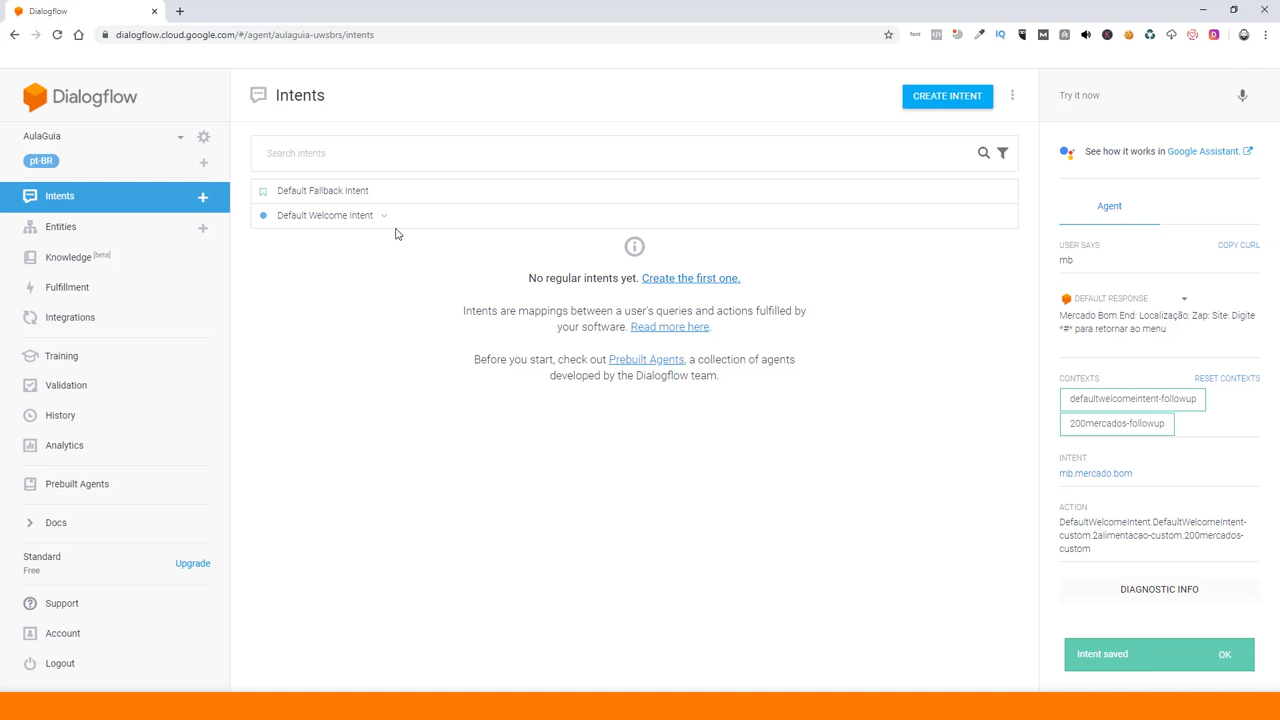 Dialogflow
dialogflow.cloud.google.com/#/agent/aulaguia-uwsbrs/intents
Dialogflow
AulaGuia
pt-BR
Intents
Entities
Knowledge [beta]
Fulfillment
Integrations
Training
Validation
History
Analytics
Prebuilt Agents
Docs
Standard
Free
Upgrade
Support
Account
Logout
Intents
CREATE INTENT
Search intents
Default Fallback Intent
Default Welcome Intent
No regular intents yet. Create the first one.
Intents are mappings between a user's queries and actions fulfilled
by your software. Read more here.
Before you start, check out Prebuilt Agents, a collection of agents
developed by the Dialogflow team.
Try it now
See how it works in Google Assistant.
Agent
USER SAYS
COPY CURL
mb
DEFAULT RESPONSE
Mercado Bom End: Localização: Zap: Site: Digite
*#* para retornar ao menu
CONTEXTS
RESET CONTEXTS
defaultwelcomeintent-followup
200mercados-followup
INTENT
mb.mercado.bom
ACTION
DefaultWelcomeIntent.DefaultWelcomeIntent-
custom.2alimentacao-custom.200mercados-
custom
DIAGNOSTIC INFO
Intent saved
OK